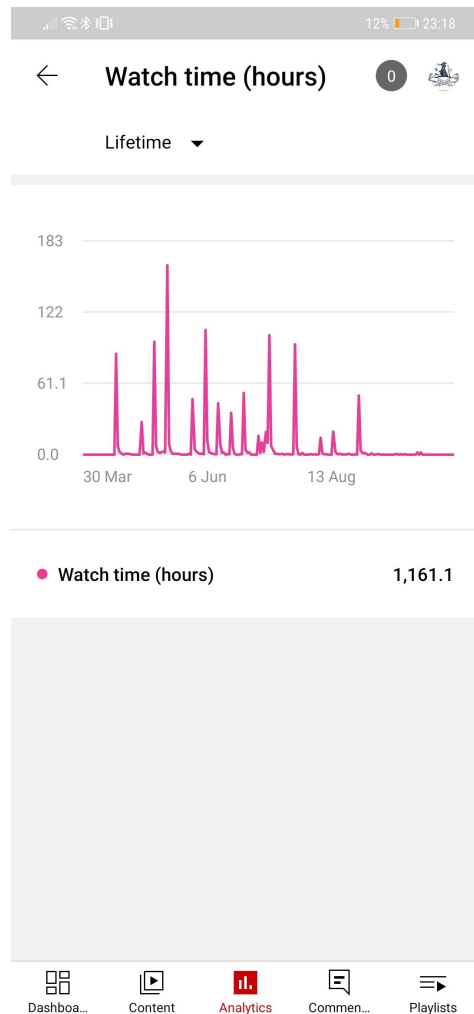 12% 23:18
Watch time (hours) 0
Lifetime
183
122
61.1
0.0
30 Mar 6 Jun 13 Aug
Watch time (hours) 1,161.1
Dashboa... Content Analytics Commen... Playlists